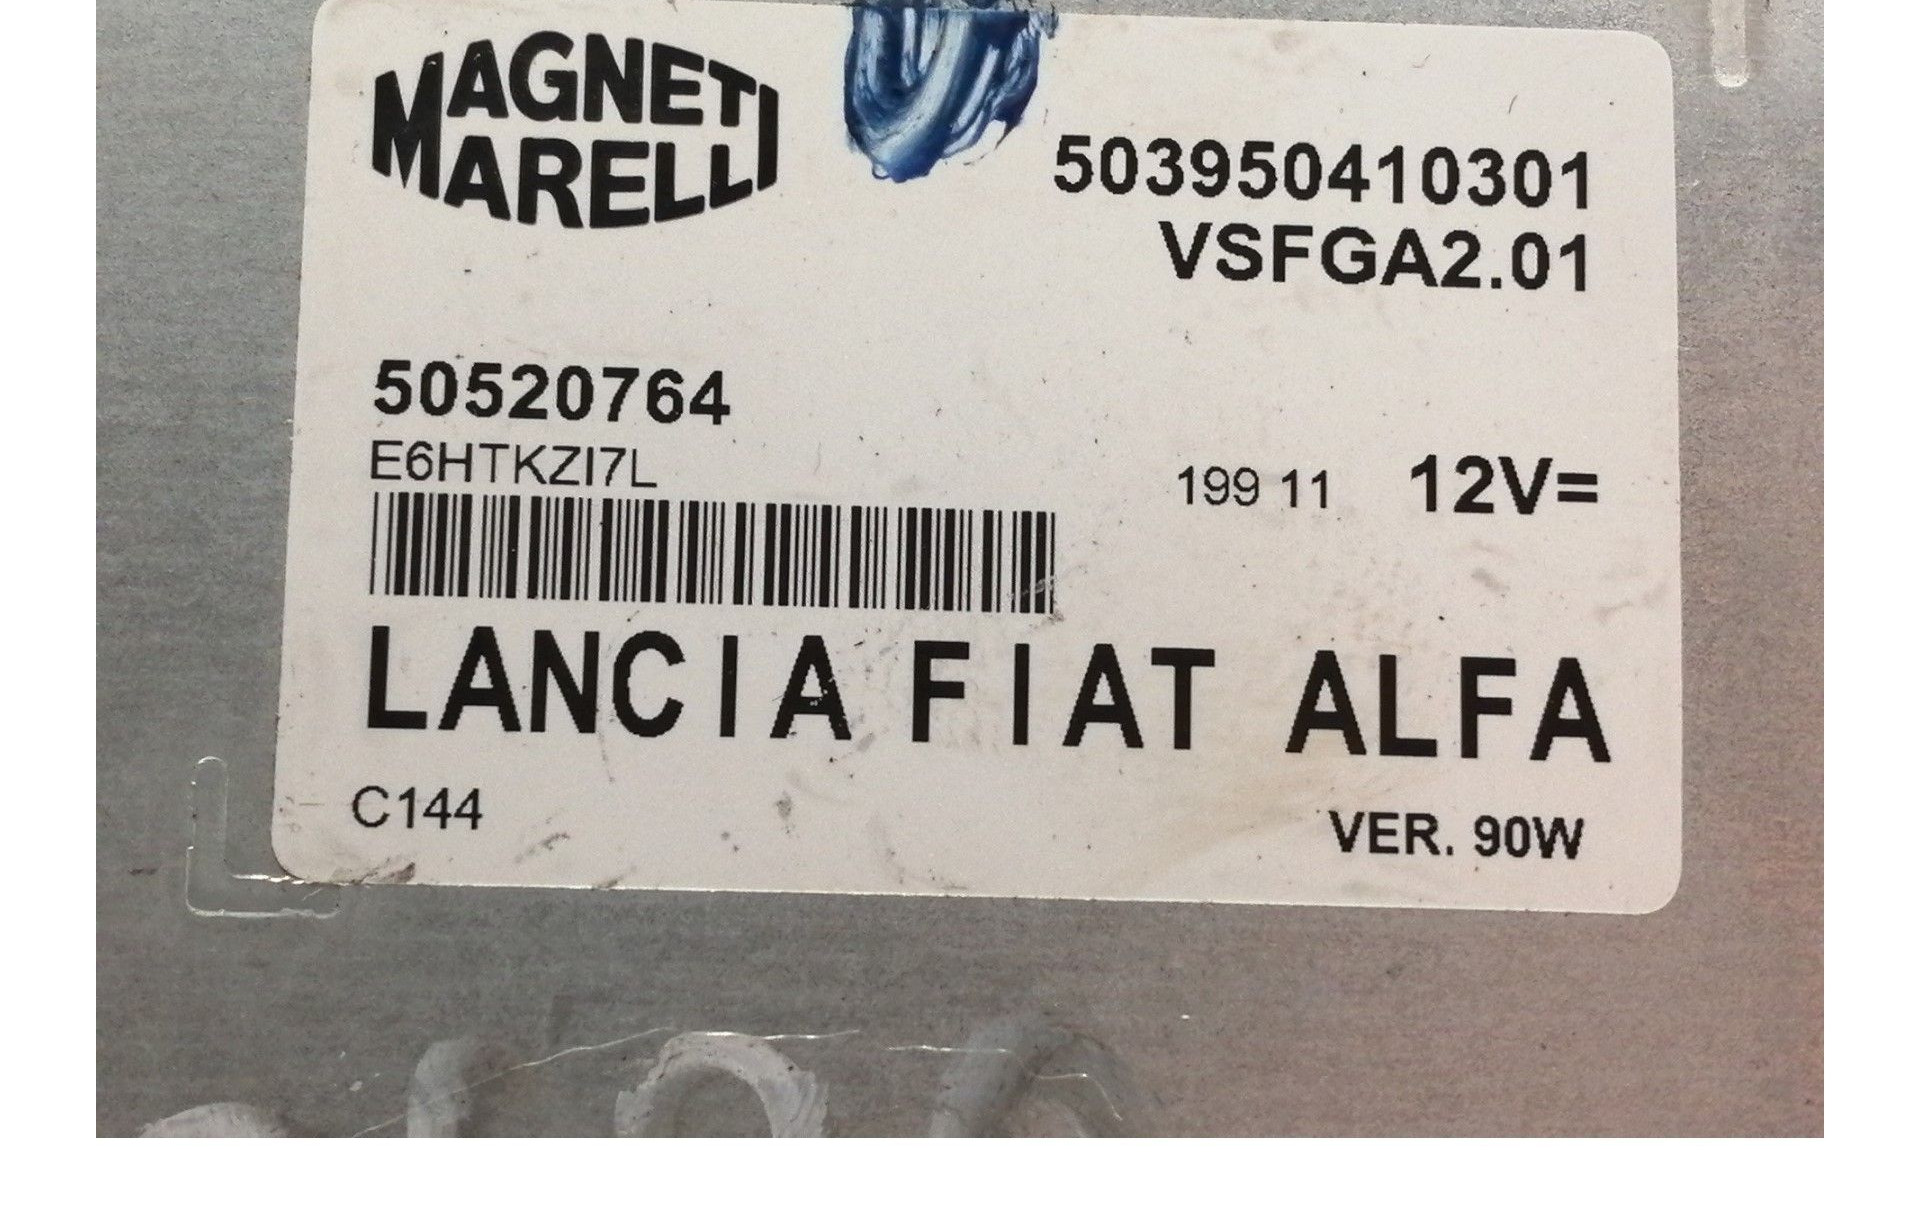 MAGNETI
MARELLI
503950410301
VSFGA2.01
50520764
E6HTKZI7L
199 11 12V=
LANCIA FIAT ALFA
C144
VER. 90W